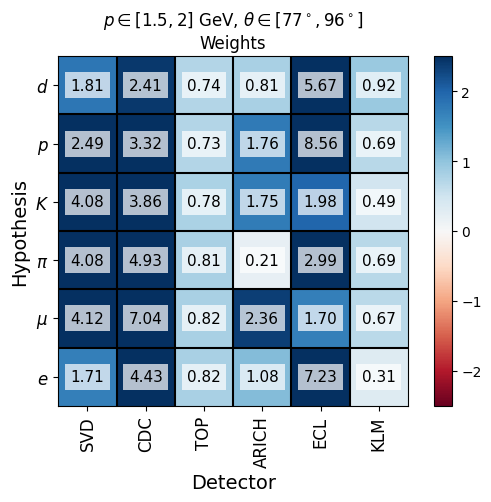 p ∈ [1.5, 2] GeV, θ ∈ [77°, 96°]
Weights
Hypothesis
d 1.81 2.41 0.74 0.81 5.67 0.92
p 2.49 3.32 0.73 1.76 8.56 0.69
K 4.08 3.86 0.78 1.75 1.98 0.49
π 4.08 4.93 0.81 0.21 2.99 0.69
μ 4.12 7.04 0.82 2.36 1.70 0.67
e 1.71 4.43 0.82 1.08 7.23 0.31
SVD CDC TOP ARICH ECL KLM
Detector
2
1
0
−1
−2